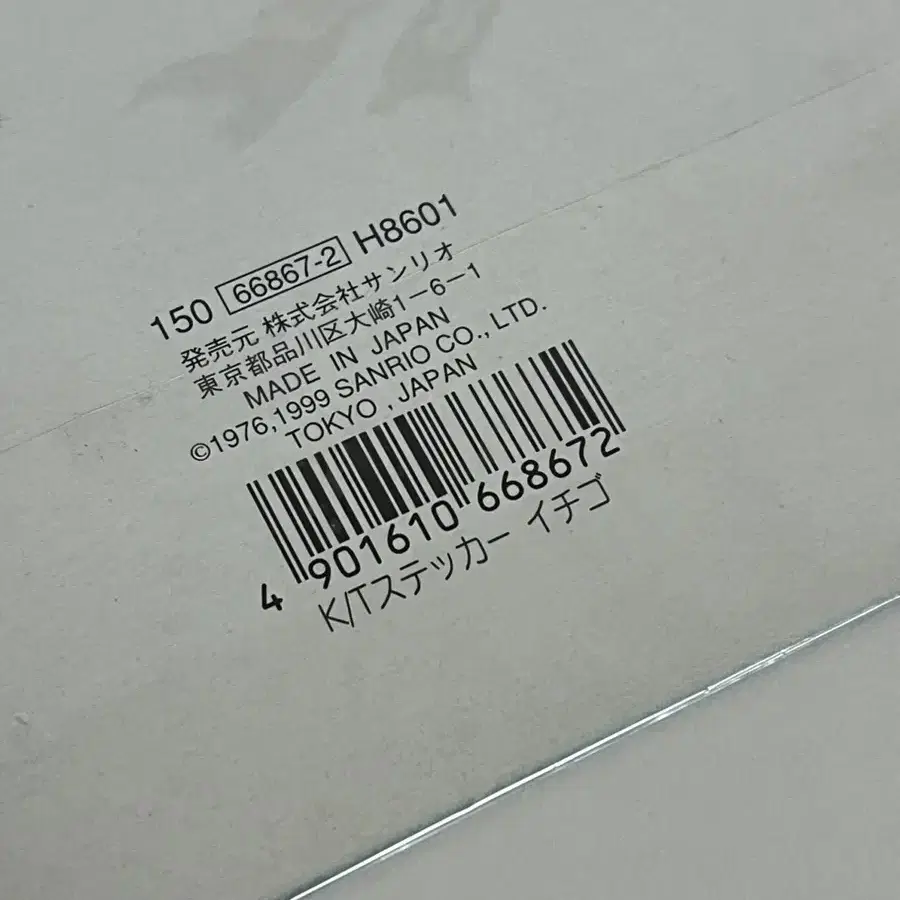 150 66867-2 H8601
発売元 株式会社サンリオ
東京都品川区大崎1-6-1
MADE IN JAPAN
©1976,1999 SANRIO CO., LTD.
TOKYO , JAPAN
4 901610 668672
K/Tステッカー イチゴ